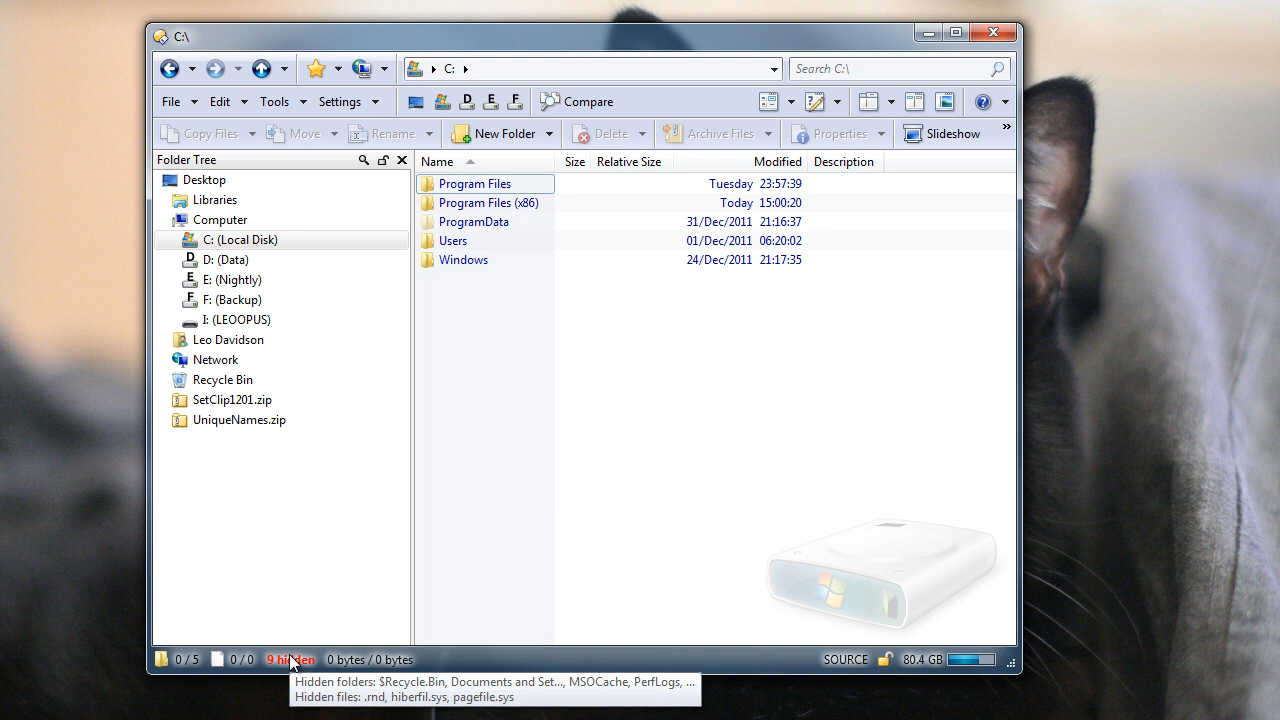 C:\
C:
Search C:\
File Edit Tools Settings D E F Compare
Copy Files Move Rename New Folder Delete Archive Files Properties Slideshow »
Folder Tree
Desktop
Libraries
Computer
C: (Local Disk)
D D: (Data)
E E: (Nightly)
F F: (Backup)
I: (LEOOPUS)
Leo Davidson
Network
Recycle Bin
SetClip1201.zip
UniqueNames.zip
Name Size Relative Size Modified Description
Program Files Tuesday 23:57:39
Program Files (x86) Today 15:00:20
ProgramData 31/Dec/2011 21:16:37
Users 01/Dec/2011 06:20:02
Windows 24/Dec/2011 21:17:35
0 / 5 0 / 0 9 hidden 0 bytes / 0 bytes SOURCE 80.4 GB
Hidden folders: $Recycle.Bin, Documents and Set..., MSOCache, PerfLogs, ...
Hidden files: .rnd, hiberfil.sys, pagefile.sys